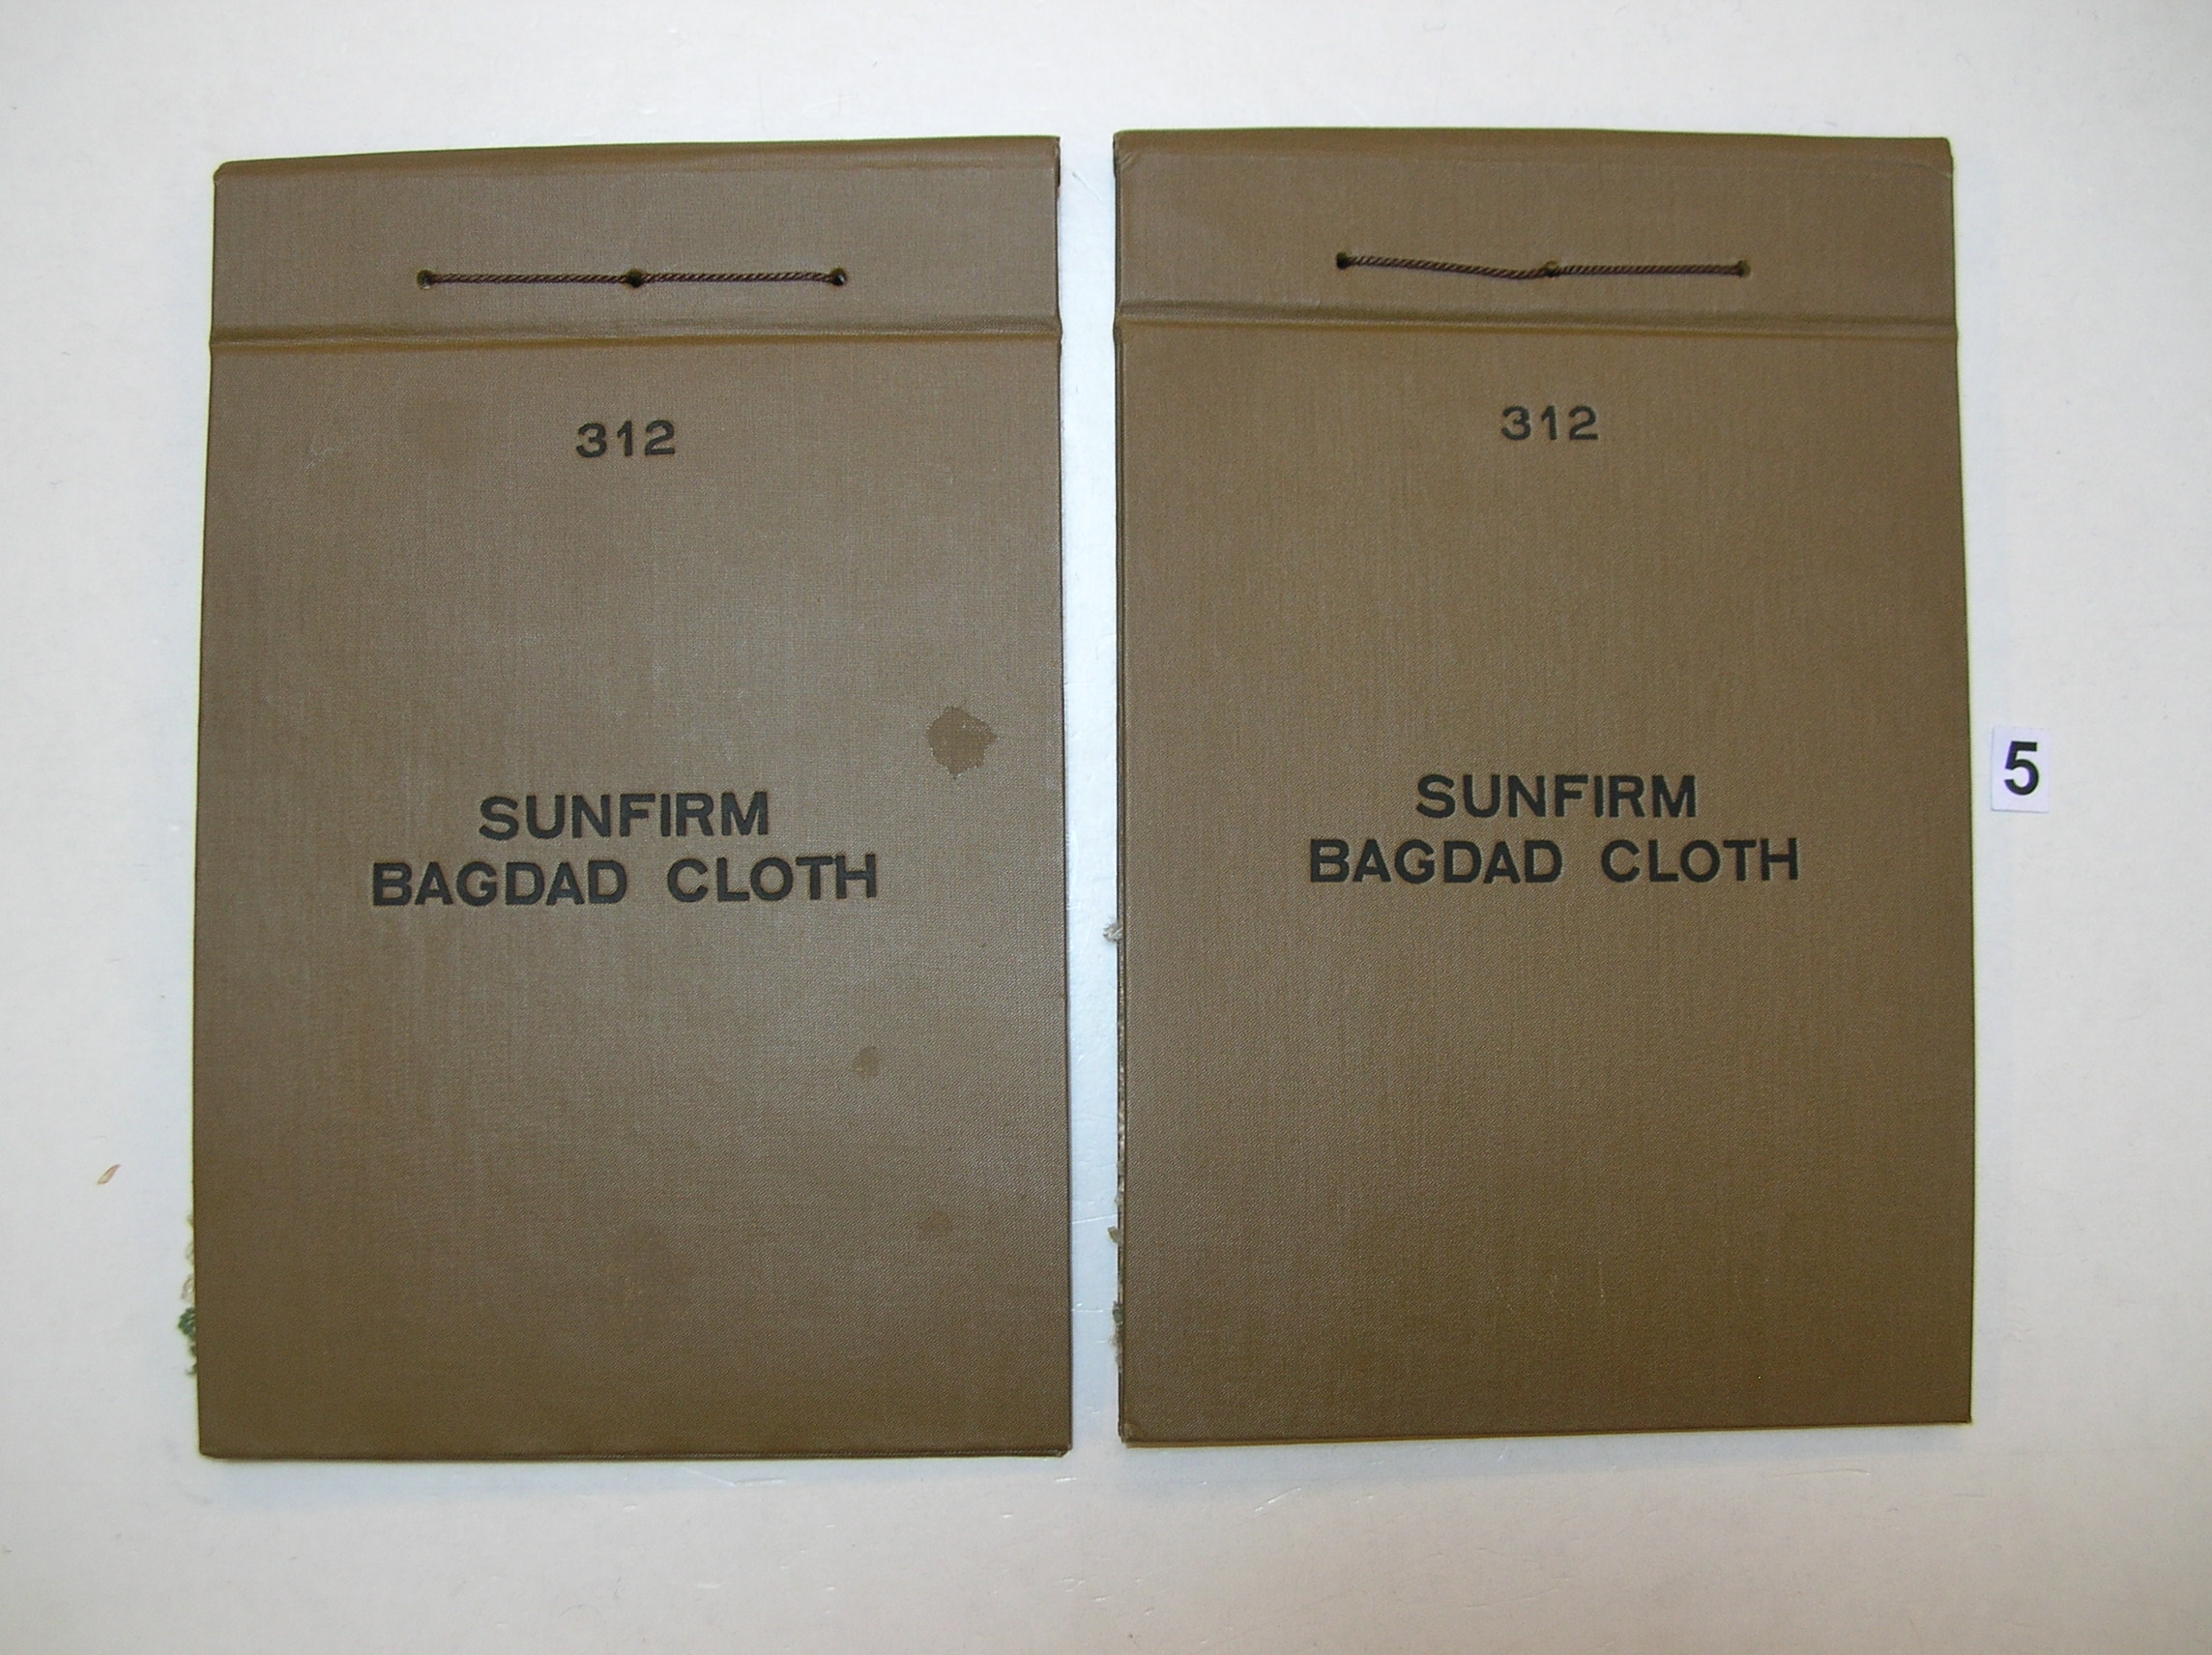 312
SUNFIRM
BAGDAD CLOTH
312
SUNFIRM
BAGDAD CLOTH
5